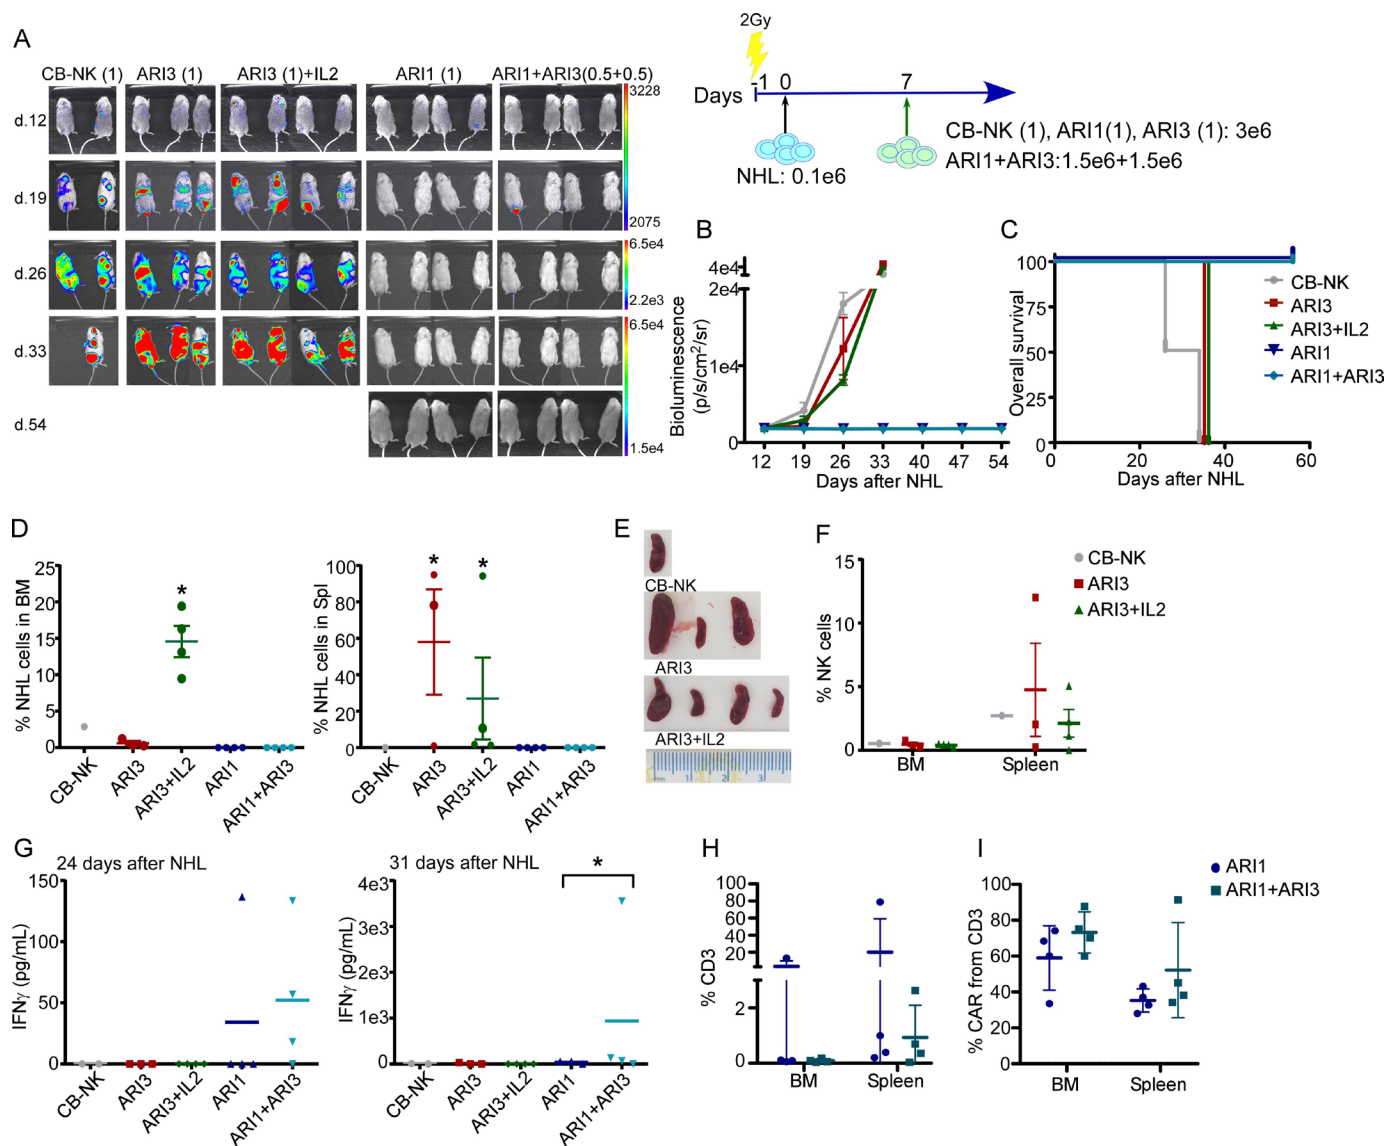 A
CB-NK (1) ARI3 (1) ARI3 (1)+IL2 ARI1 (1) ARI1+ARI3(0.5+0.5)
d.12
d.19
d.26
d.33
d.54
3228
2075
6.5e4
2.2e3
6.5e4
1.5e4
2Gy
Days -1 0 7
NHL: 0.1e6
CB-NK (1), ARI1(1), ARI3 (1): 3e6
ARI1+ARI3:1.5e6+1.5e6
B
Bioluminescence
(p/s/cm²/sr)
4e4
2e4
1e4
0
12 19 26 33 40 47 54
Days after NHL
C
Overall survival
100
50
0
0 20 40 60
Days after NHL
CB-NK
ARI3
ARI3+IL2
ARI1
ARI1+ARI3
D
% NHL cells in BM
25
20
15
10
5
0
*
CB-NK ARI3 ARI3+IL2 ARI1 ARI1+ARI3
% NHL cells in Spl
100
80
60
40
20
0
* *
CB-NK ARI3 ARI3+IL2 ARI1 ARI1+ARI3
E
CB-NK
ARI3
ARI3+IL2
1 2 3
F
% NK cells
15
10
5
0
BM Spleen
CB-NK
ARI3
ARI3+IL2
G
24 days after NHL
IFNγ (pg/mL)
150
100
50
0
CB-NK ARI3 ARI3+IL2 ARI1 ARI1+ARI3
31 days after NHL
IFNγ (pg/mL)
4e3
3e3
2e3
1e3
0
*
CB-NK ARI3 ARI3+IL2 ARI1 ARI1+ARI3
H
% CD3
100
80
60
40
20
2
0
BM Spleen
I
% CAR from CD3
100
80
60
40
20
0
BM Spleen
ARI1
ARI1+ARI3